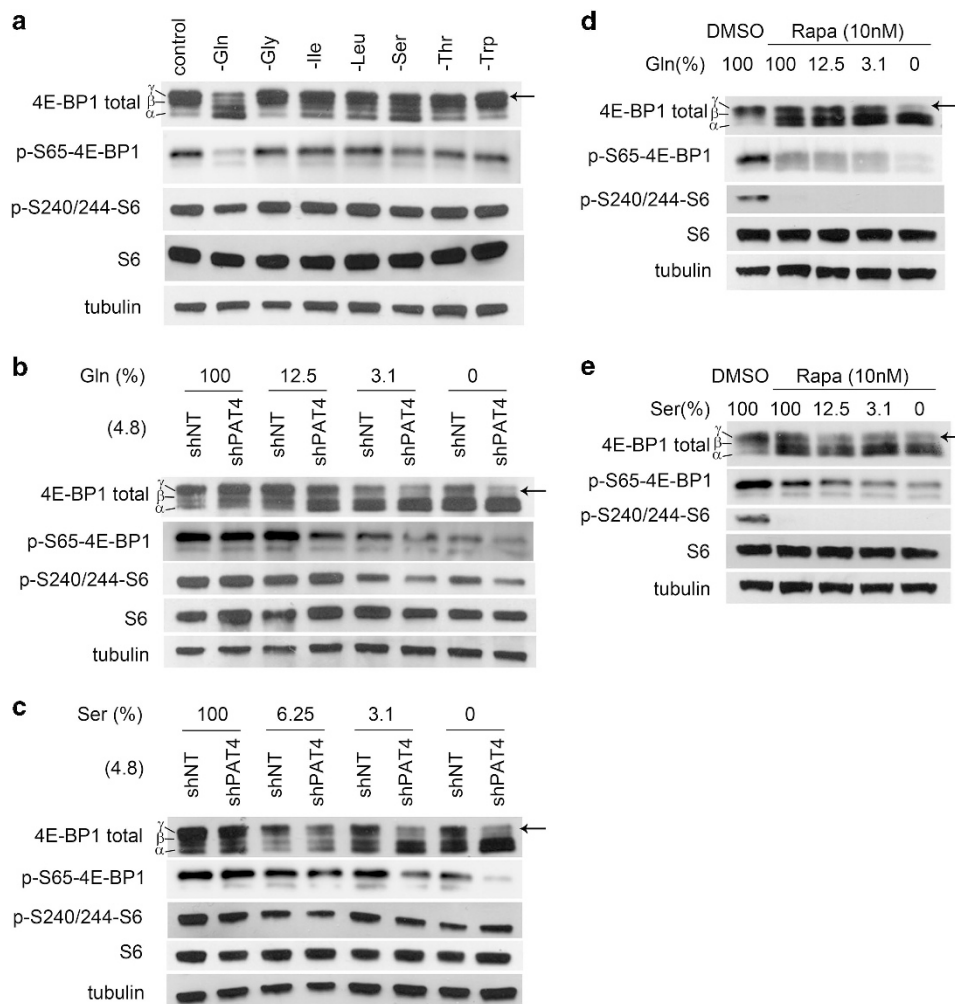 a
control -Gln -Gly -Ile -Leu -Ser -Thr -Trp
4E-BP1 total γ β α
p-S65-4E-BP1
p-S240/244-S6
S6
tubulin
b
Gln (%) 100 12.5 3.1 0
(4.8) shNT shPAT4 shNT shPAT4 shNT shPAT4 shNT shPAT4
4E-BP1 total γ β α
p-S65-4E-BP1
p-S240/244-S6
S6
tubulin
c
Ser (%) 100 6.25 3.1 0
(4.8) shNT shPAT4 shNT shPAT4 shNT shPAT4 shNT shPAT4
4E-BP1 total γ β α
p-S65-4E-BP1
p-S240/244-S6
S6
tubulin
d
DMSO Rapa (10nM)
Gln(%) 100 100 12.5 3.1 0
4E-BP1 total γ β α
p-S65-4E-BP1
p-S240/244-S6
S6
tubulin
e
DMSO Rapa (10nM)
Ser(%) 100 100 12.5 3.1 0
4E-BP1 total γ β α
p-S65-4E-BP1
p-S240/244-S6
S6
tubulin